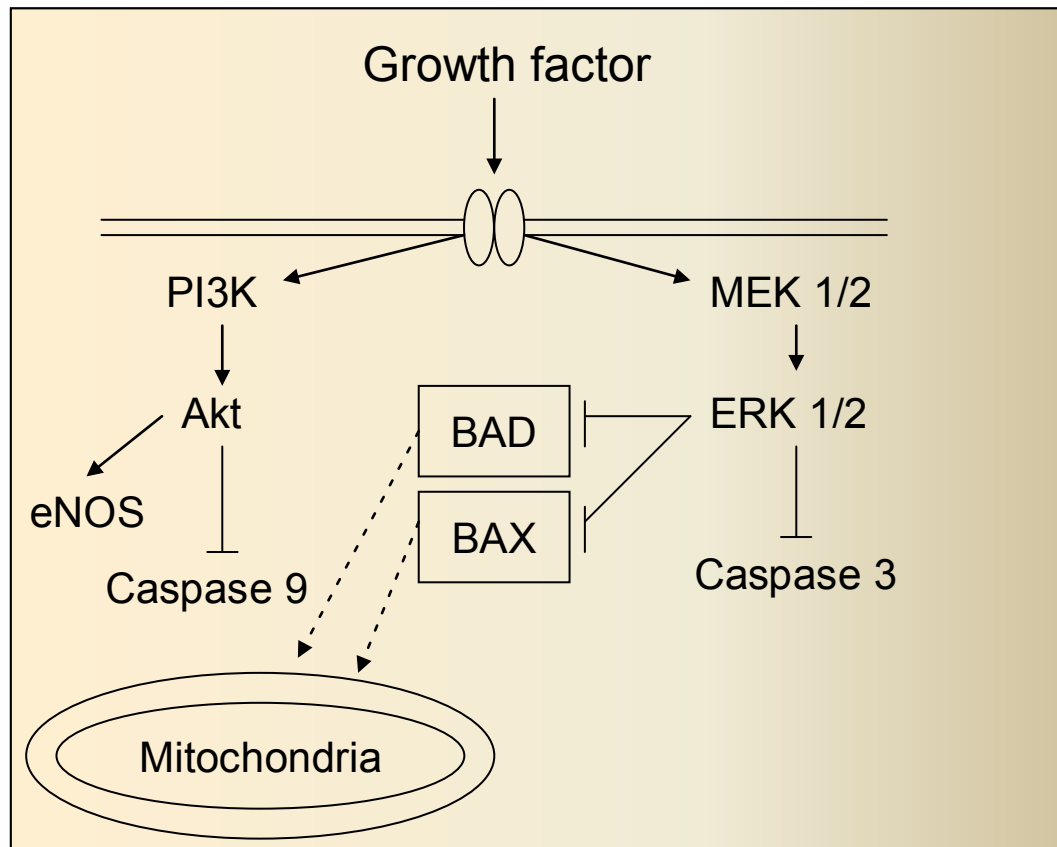 Growth factor
PI3K
MEK 1/2
Akt
BAD
ERK 1/2
eNOS
BAX
Caspase 9
Caspase 3
Mitochondria